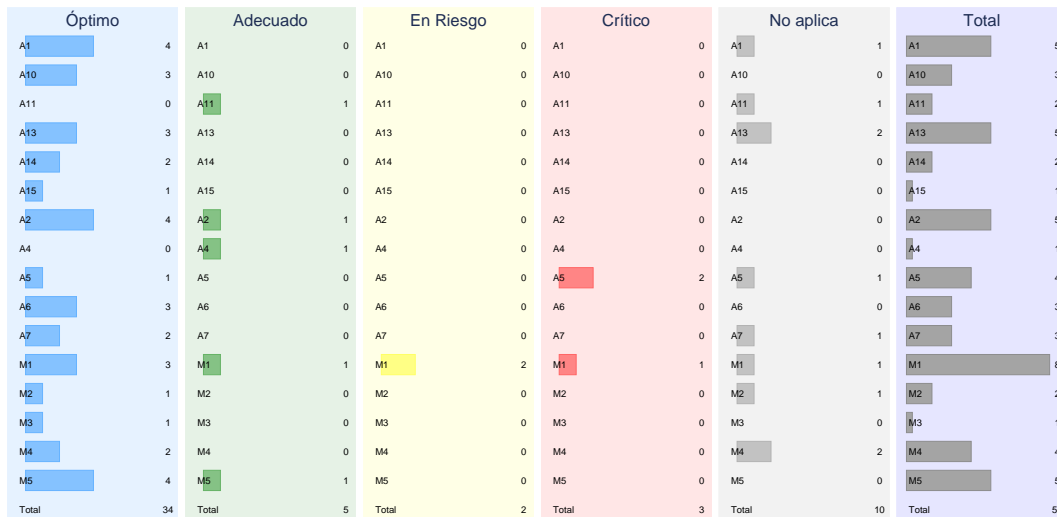 Óptimo
A1 4
A10 3
A11 0
A13 3
A14 2
A15 1
A2 4
A4 0
A5 1
A6 3
A7 2
M1 3
M2 1
M3 1
M4 2
M5 4
Total 34
Adecuado
A1 0
A10 0
A11 1
A13 0
A14 0
A15 0
A2 1
A4 1
A5 0
A6 0
A7 0
M1 1
M2 0
M3 0
M4 0
M5 1
Total 5
En Riesgo
A1 0
A10 0
A11 0
A13 0
A14 0
A15 0
A2 0
A4 0
A5 0
A6 0
A7 0
M1 2
M2 0
M3 0
M4 0
M5 0
Total 2
Crítico
A1 0
A10 0
A11 0
A13 0
A14 0
A15 0
A2 0
A4 0
A5 2
A6 0
A7 0
M1 1
M2 0
M3 0
M4 0
M5 0
Total 3
No aplica
A1 1
A10 0
A11 1
A13 2
A14 0
A15 0
A2 0
A4 0
A5 1
A6 0
A7 1
M1 1
M2 1
M3 0
M4 2
M5 0
Total 10
Total
A1 5
A10 3
A11 2
A13 5
A14 2
A15 1
A2 5
A4 1
A5 4
A6 3
A7 3
M1 8
M2 2
M3 1
M4 4
M5 5
Total 5